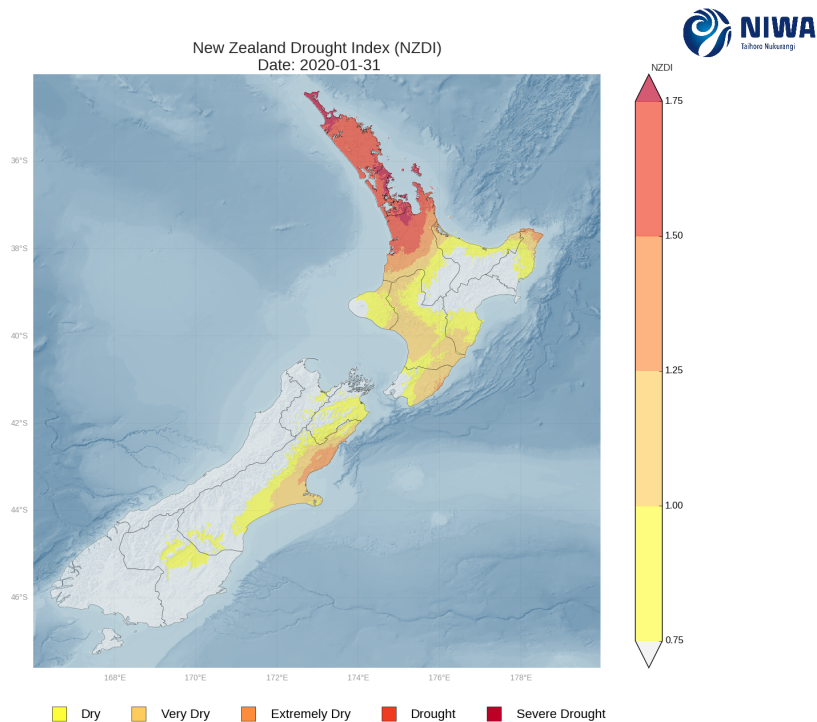 NIWA
Taihoro Nukurangi
New Zealand Drought Index (NZDI)
Date: 2020-01-31
NZDI
1.75
1.50
1.25
1.00
0.75
36°S
38°S
40°S
42°S
44°S
46°S
168°E 170°E 172°E 174°E 176°E 178°E
Dry Very Dry Extremely Dry Drought Severe Drought